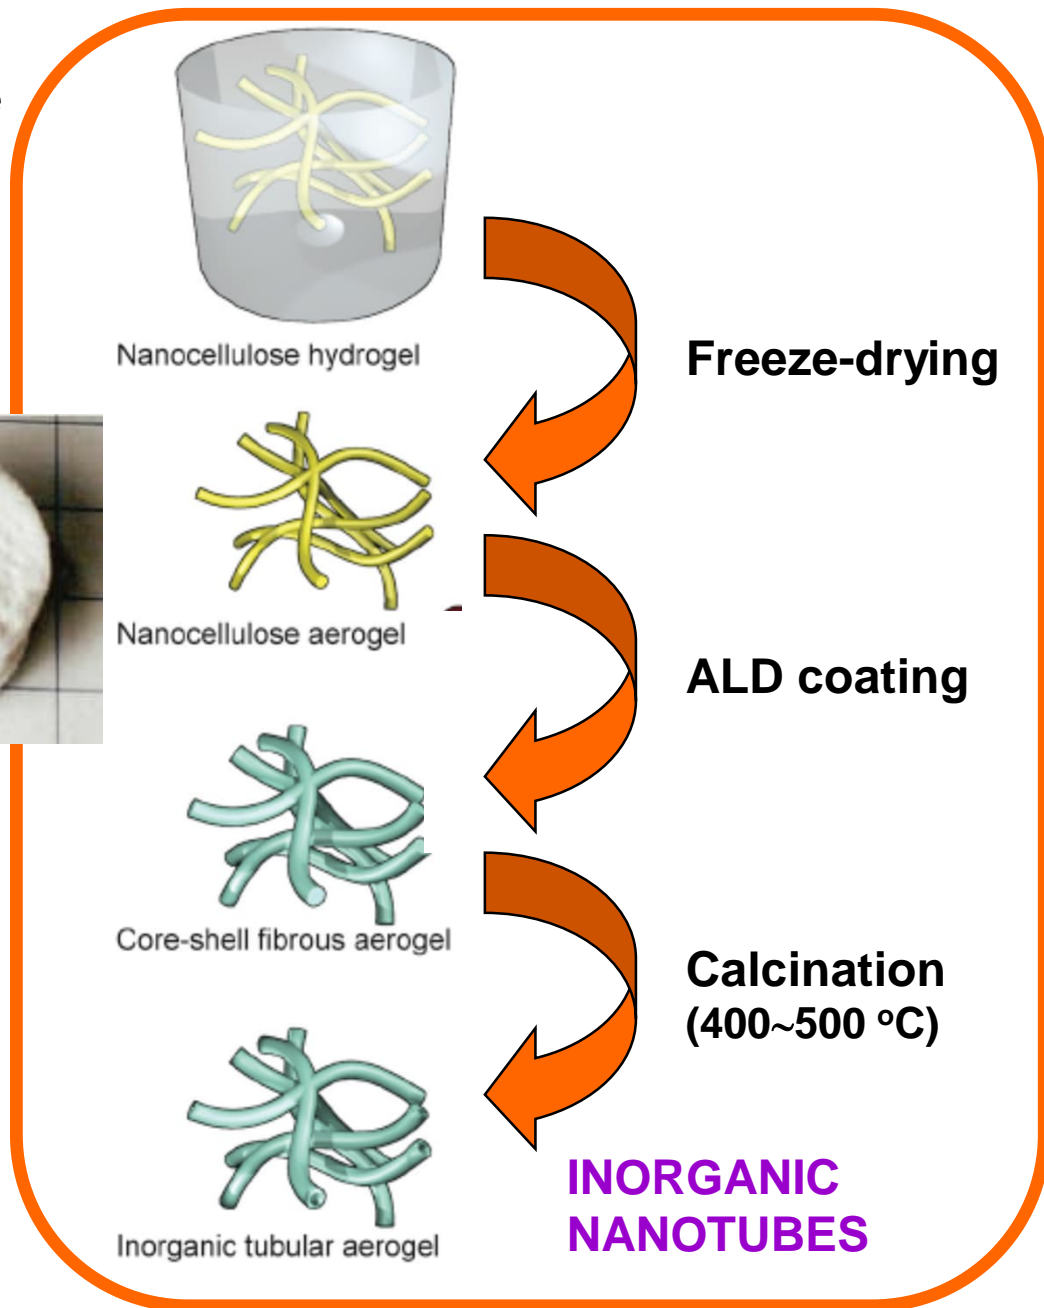 Nanocellulose hydrogel
Freeze-drying
Nanocellulose aerogel
ALD coating
Core-shell fibrous aerogel
Calcination
(400~500 ºC)
Inorganic tubular aerogel
INORGANIC
NANOTUBES